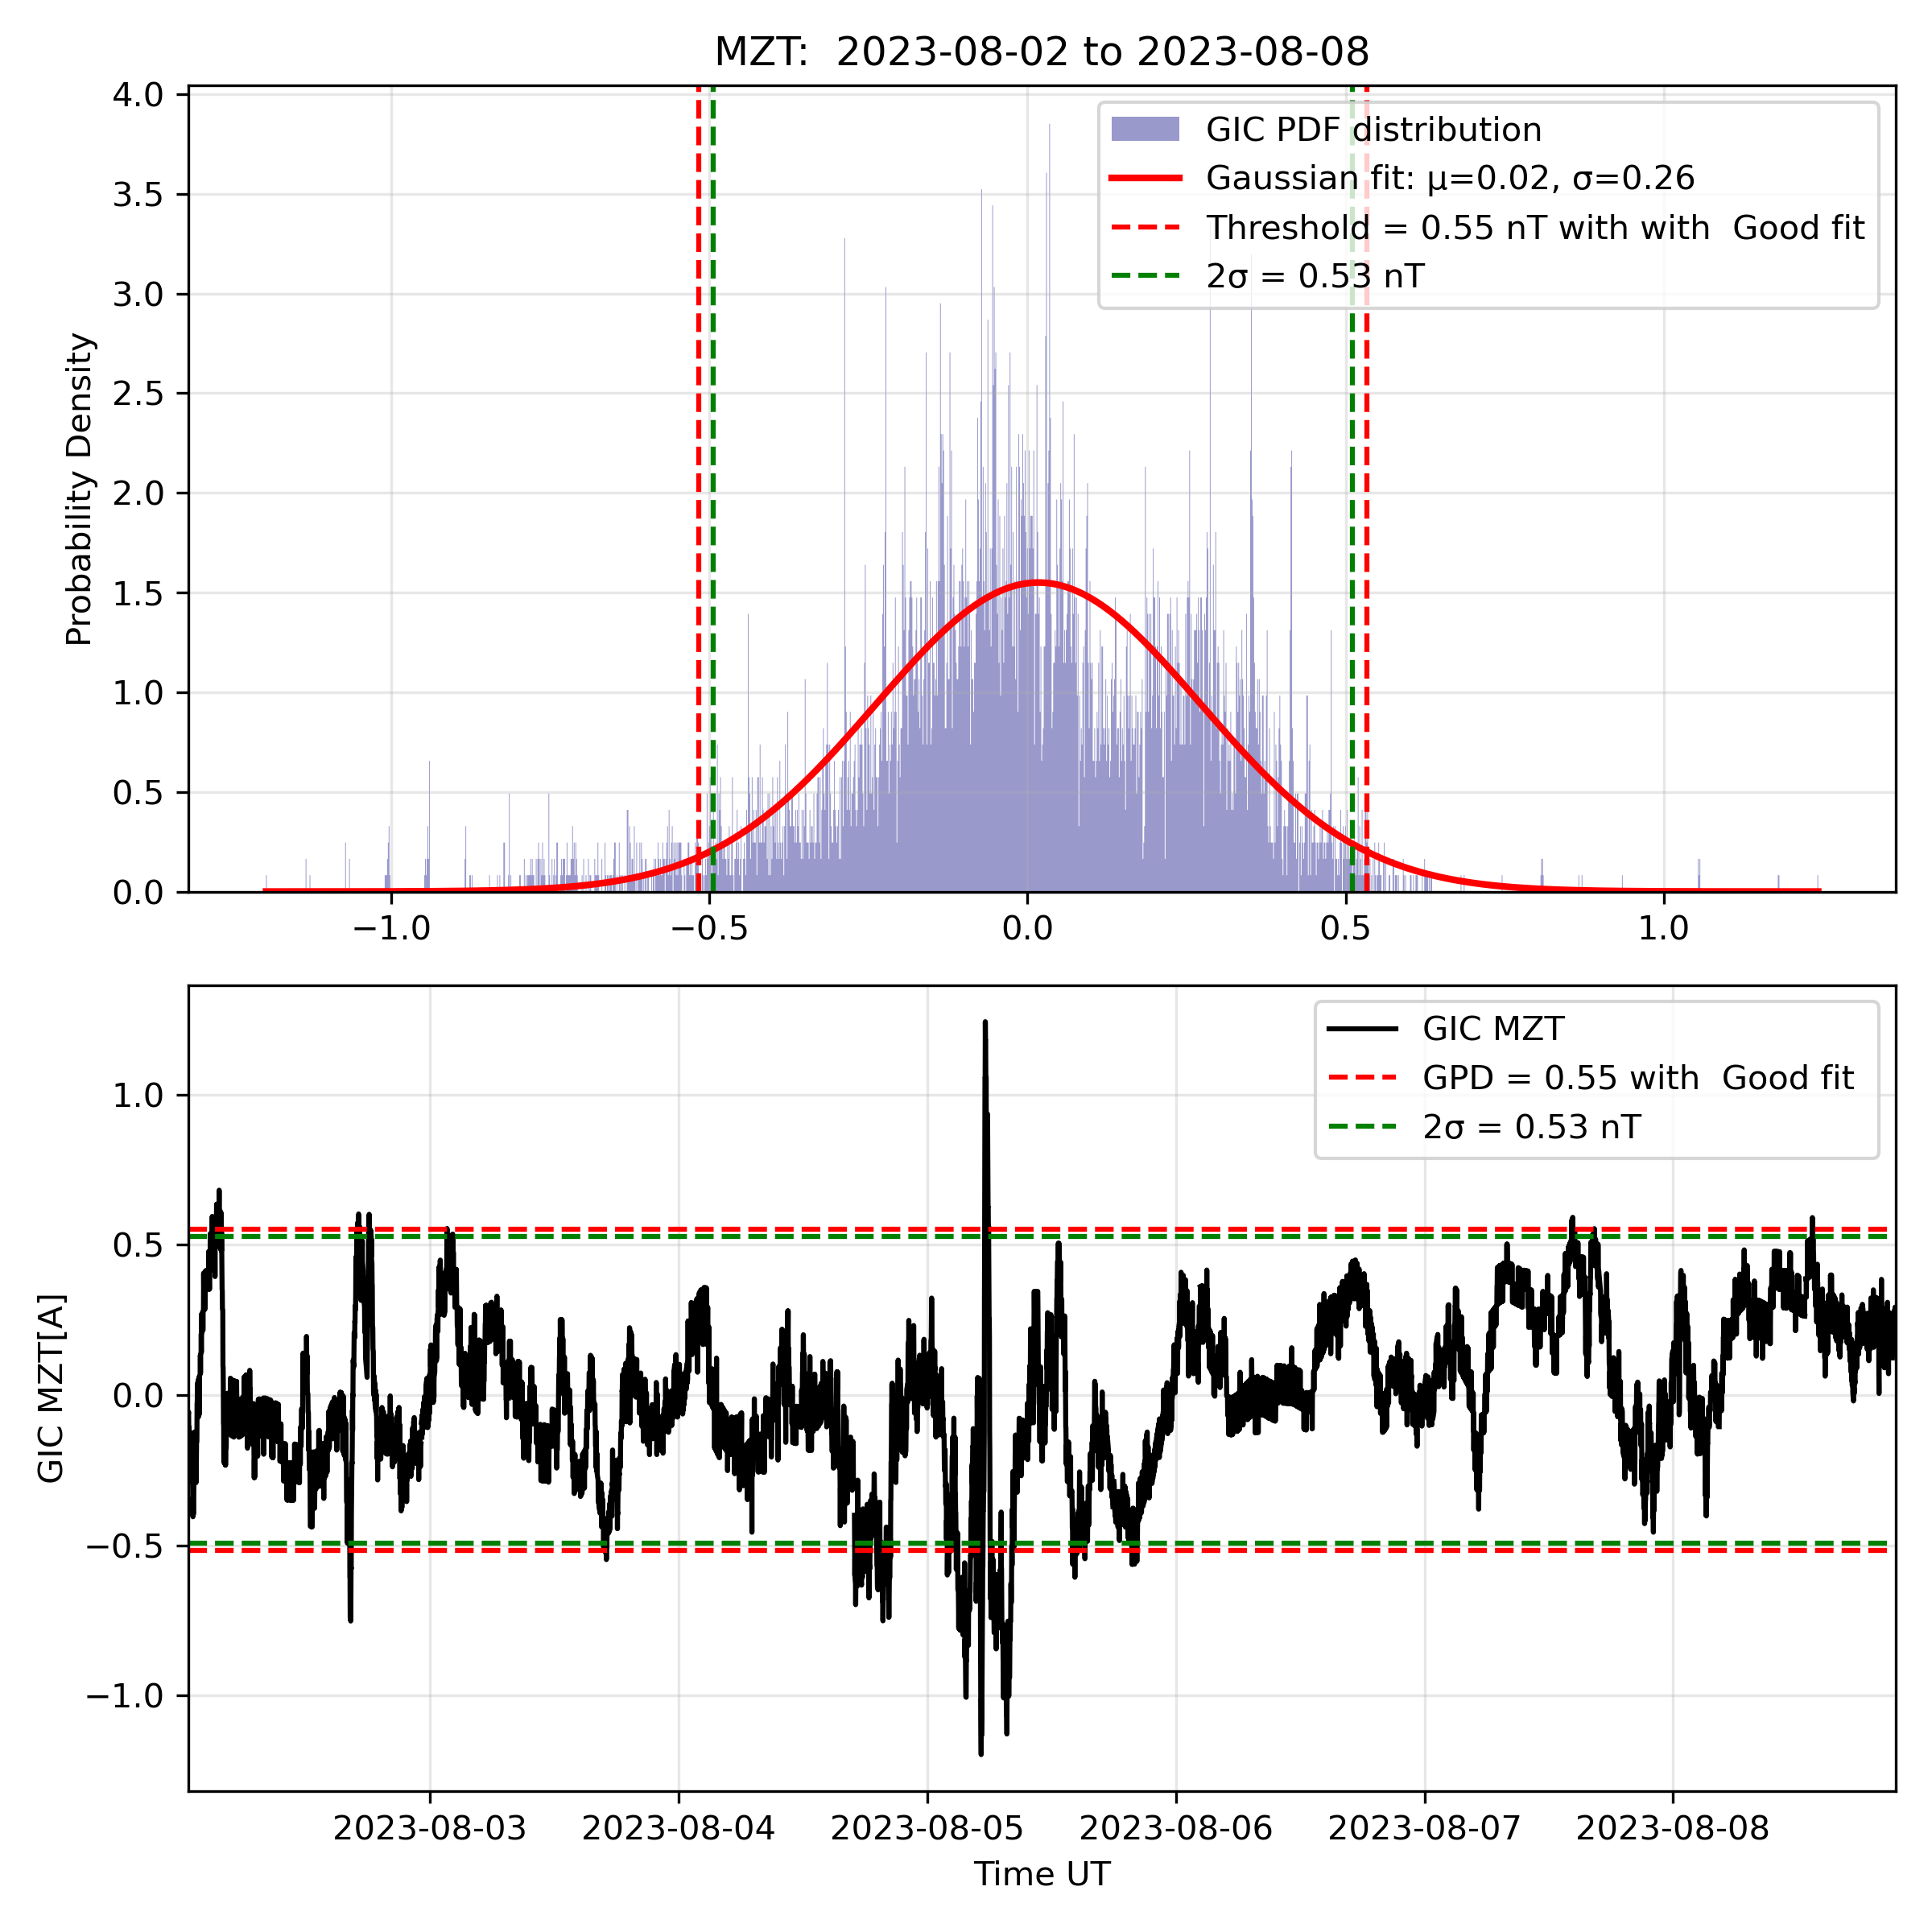 MZT:  2023-08-02 to 2023-08-08
4.0
3.5
3.0
2.5
2.0
1.5
1.0
0.5
0.0
Probability Density
GIC PDF distribution
Gaussian fit: μ=0.02, σ=0.26
Threshold = 0.55 nT with with  Good fit
2σ = 0.53 nT
−1.0
−0.5
0.0
0.5
1.0
1.0
0.5
0.0
−0.5
−1.0
GIC MZT[A]
GIC MZT
GPD = 0.55 with  Good fit
2σ = 0.53 nT
2023-08-03
2023-08-04
2023-08-05
2023-08-06
2023-08-07
2023-08-08
Time UT